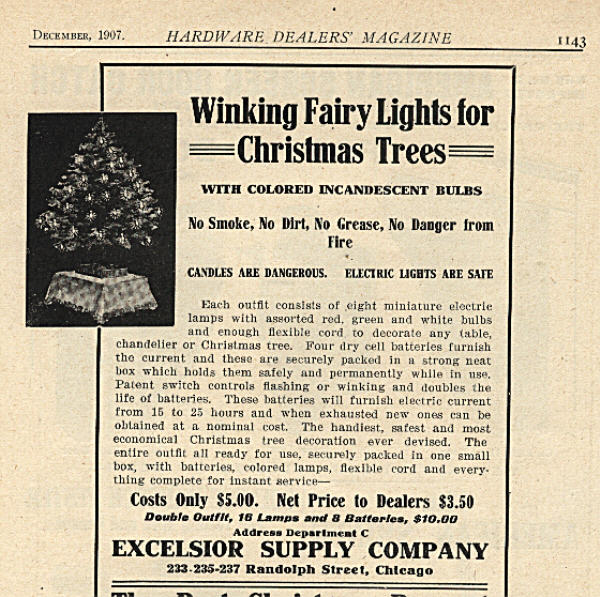 DECEMBER, 1907. HARDWARE DEALERS' MAGAZINE 1143
Winking Fairy Lights for
Christmas Trees
WITH COLORED INCANDESCENT BULBS
No Smoke, No Dirt, No Grease, No Danger from
Fire
CANDLES ARE DANGEROUS. ELECTRIC LIGHTS ARE SAFE
Each outfit consists of eight miniature electric
lamps with assorted red, green and white bulbs
and enough flexible cord to decorate any table,
chandelier or Christmas tree. Four dry cell batteries furnish
the current and these are securely packed in a strong neat
box which holds them safely and permanently while in use.
Patent switch controls flashing or winking and doubles the
life of batteries. These batteries will furnish electric current
from 15 to 25 hours and when exhausted new ones can be
obtained at a nominal cost. The handiest, safest and most
economical Christmas tree decoration ever devised. The
entire outfit all ready for use, securely packed in one small
box, with batteries, colored lamps, flexible cord and every-
thing complete for instant service—
Costs Only $5.00. Net Price to Dealers $3.50
Double Outfit, 16 Lamps and 8 Batteries, $10.00
Address Department C
EXCELSIOR SUPPLY COMPANY
233-235-237 Randolph Street, Chicago